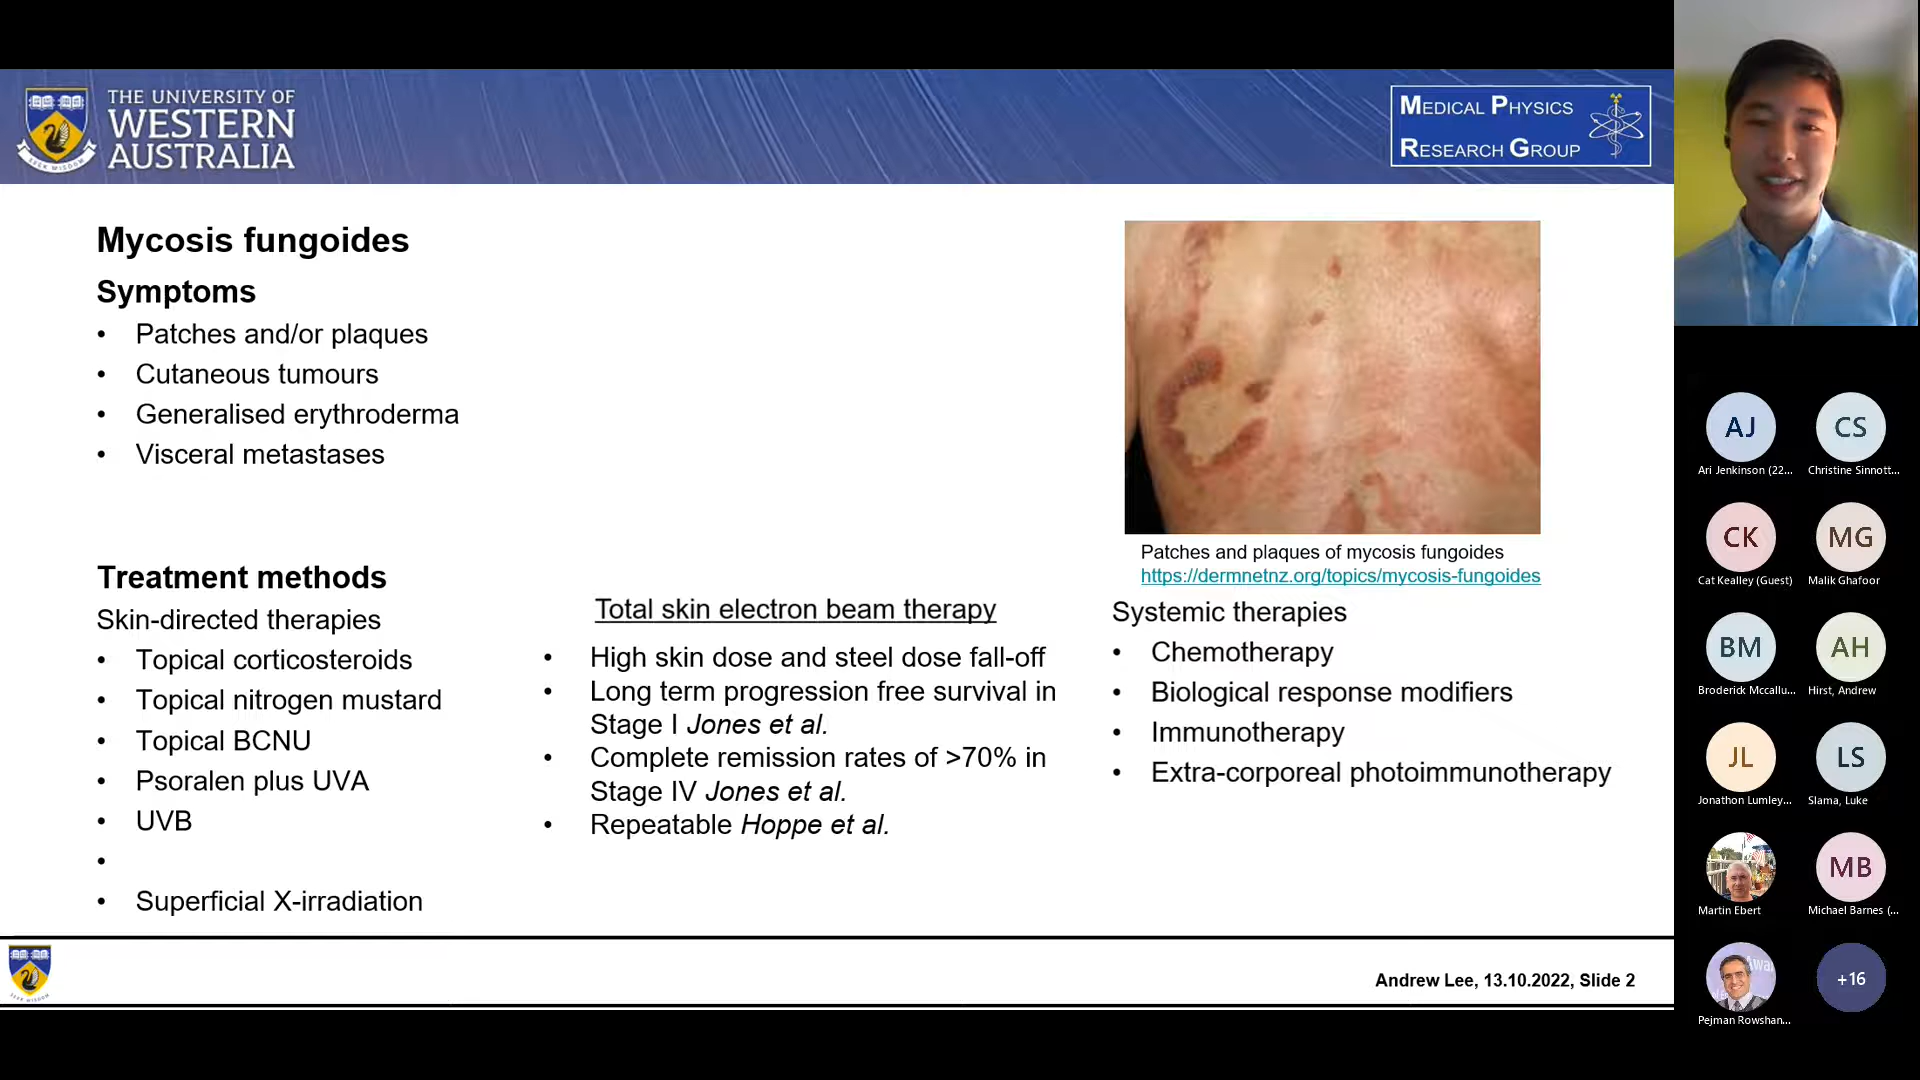 THE UNIVERSITY OF
WESTERN
AUSTRALIA
SEEK WISDOM
MEDICAL PHYSICS
RESEARCH GROUP
Mycosis fungoides
Symptoms
• Patches and/or plaques
• Cutaneous tumours
• Generalised erythroderma
• Visceral metastases
Patches and plaques of mycosis fungoides
https://dermnetnz.org/topics/mycosis-fungoides
Treatment methods
Skin-directed therapies
• Topical corticosteroids
• Topical nitrogen mustard
• Topical BCNU
• Psoralen plus UVA
• UVB
•
• Superficial X-irradiation
Total skin electron beam therapy
• High skin dose and steel dose fall-off
• Long term progression free survival in
Stage I Jones et al.
• Complete remission rates of >70% in
Stage IV Jones et al.
• Repeatable Hoppe et al.
Systemic therapies
• Chemotherapy
• Biological response modifiers
• Immunotherapy
• Extra-corporeal photoimmunotherapy
Andrew Lee, 13.10.2022, Slide 2
AJ
Ari Jenkinson (22...
CS
Christine Sinnott...
CK
Cat Kealley (Guest)
MG
Malik Ghafoor
BM
Broderick Mccallu...
AH
Hirst, Andrew
JL
Jonathon Lumley...
LS
Slama, Luke
Martin Ebert
MB
Michael Barnes (...
Pejman Rowshan...
+16